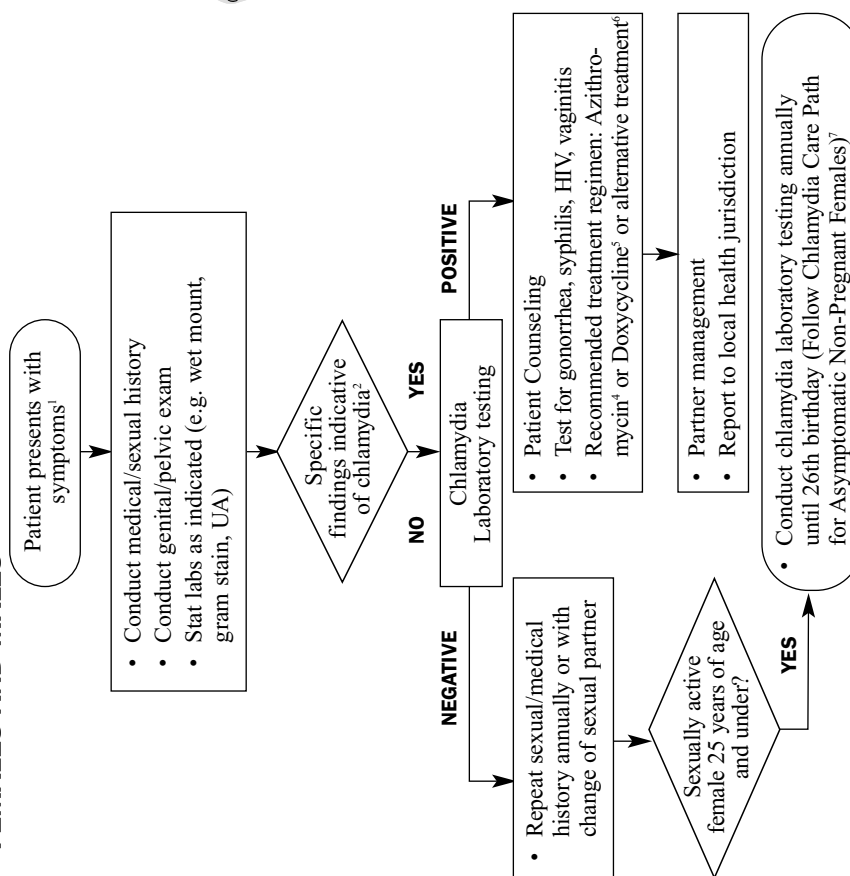 Patient presents with
symptoms¹
• Conduct medical/sexual history
• Conduct genital/pelvic exam
• Stat labs as indicated (e.g. wet mount,
gram stain, UA)
Specific
findings indicative
of chlamydia²
NO
YES
Chlamydia
Laboratory testing
NEGATIVE
POSITIVE
• Repeat sexual/medical
history annually or with
change of sexual partner
Sexually active
female 25 years of age
and under?
YES
• Patient Counseling
• Test for gonorrhea, syphilis, HIV, vaginitis
• Recommended treatment regimen: Azithro-
mycin⁴ or Doxycycline⁵ or alternative treatment⁶
• Partner management
• Report to local health jurisdiction
• Conduct chlamydia laboratory testing annually
until 26th birthday (Follow Chlamydia Care Path
for Asymptomatic Non-Pregnant Females)⁷